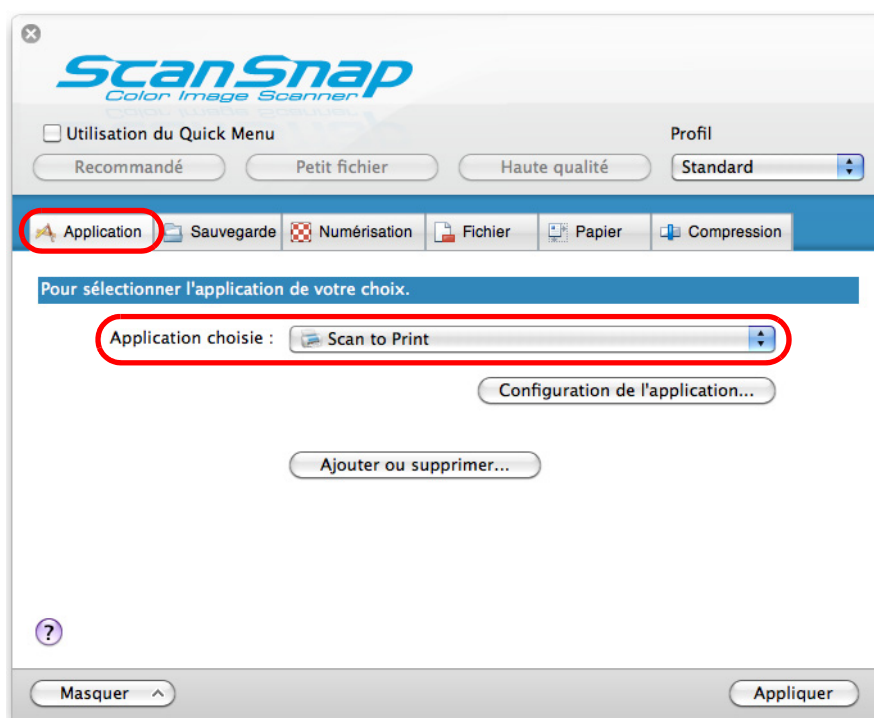 ScanSnap
Color Image Scanner
Utilisation du Quick Menu
Profil
Recommandé
Petit fichier
Haute qualité
Standard
Application
Sauvegarde
Numérisation
Fichier
Papier
Compression
Pour sélectionner l'application de votre choix.
Application choisie : Scan to Print
Configuration de l'application...
Ajouter ou supprimer...
?
Masquer
Appliquer